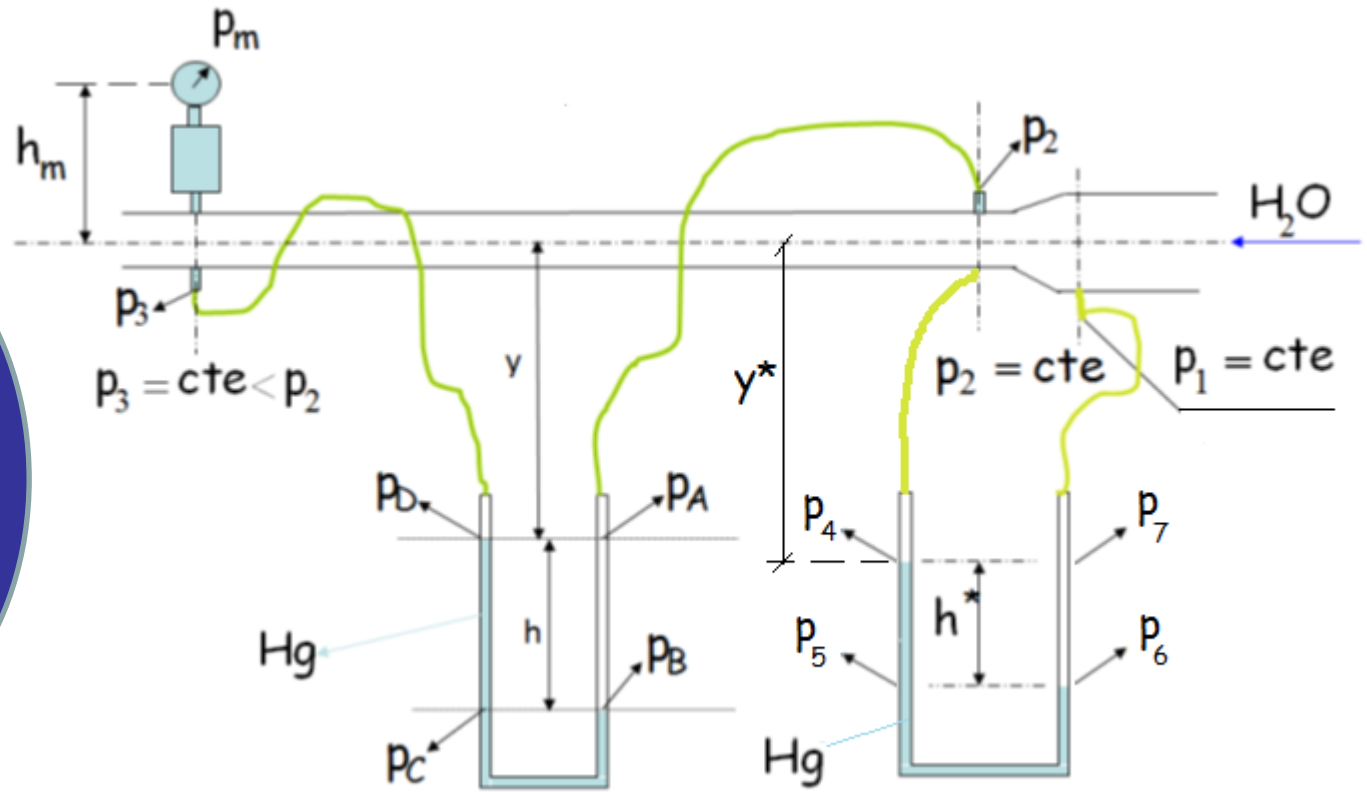 pm
hm
p2
H2O
p3
p3 = cte < p2
y
y*
p2 = cte
p1 = cte
pD
pA
p4
p7
Hg
h
pB
h*
p5
p6
pC
Hg